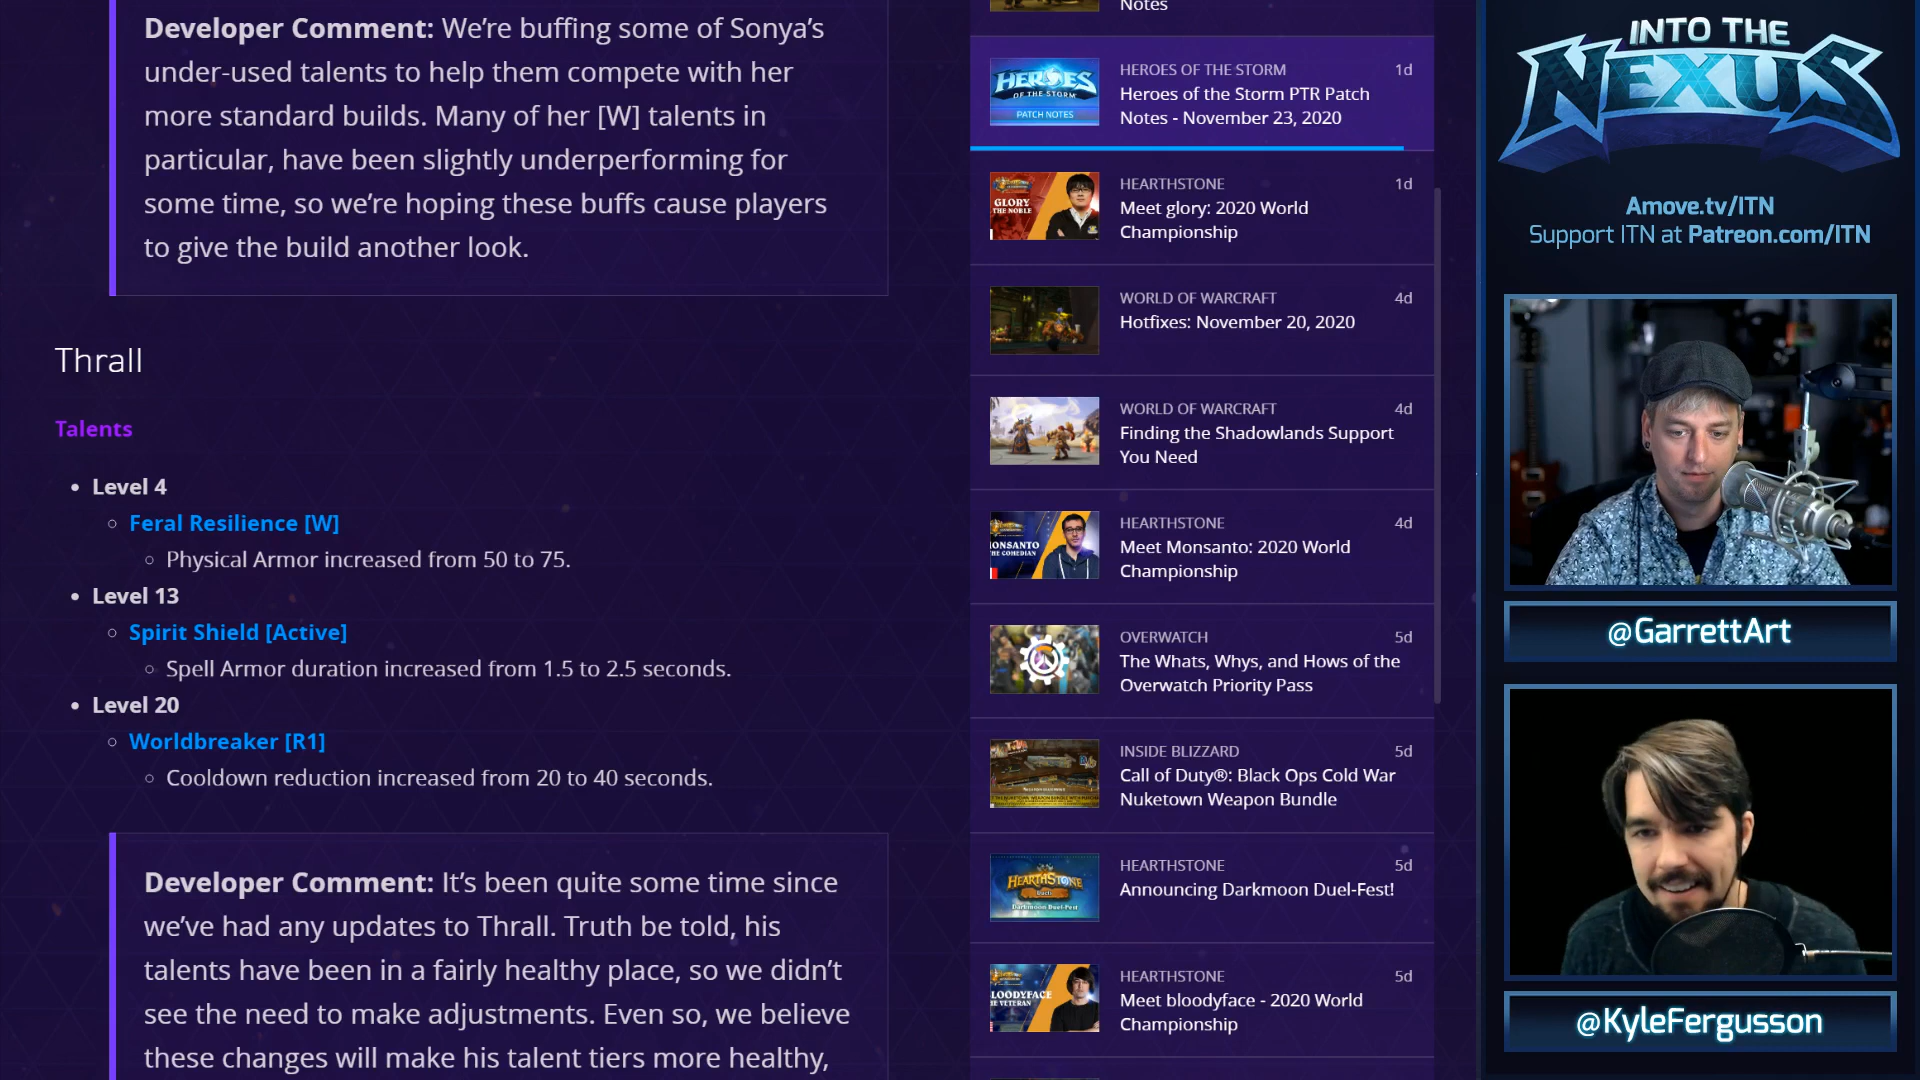 Developer Comment: We're buffing some of Sonya's
under-used talents to help them compete with her
more standard builds. Many of her [W] talents in
particular, have been slightly underperforming for
some time, so we're hoping these buffs cause players
to give the build another look.
Thrall
Talents
Level 4
Feral Resilience [W]
Physical Armor increased from 50 to 75.
Level 13
Spirit Shield [Active]
Spell Armor duration increased from 1.5 to 2.5 seconds.
Level 20
Worldbreaker [R1]
Cooldown reduction increased from 20 to 40 seconds.
Developer Comment: It's been quite some time since
we've had any updates to Thrall. Truth be told, his
talents have been in a fairly healthy place, so we didn't
see the need to make adjustments. Even so, we believe
these changes will make his talent tiers more healthy,
Notes
HEROES OF THE STORM
PATCH NOTES
HEROES OF THE STORM 1d
Heroes of the Storm PTR Patch
Notes - November 23, 2020
GLORY
THE NOBLE
HEARTHSTONE 1d
Meet glory: 2020 World
Championship
WORLD OF WARCRAFT 4d
Hotfixes: November 20, 2020
WORLD OF WARCRAFT 4d
Finding the Shadowlands Support
You Need
MONSANTO
THE COMEDIAN
HEARTHSTONE 4d
Meet Monsanto: 2020 World
Championship
OVERWATCH 5d
The Whats, Whys, and Hows of the
Overwatch Priority Pass
INSIDE BLIZZARD 5d
Call of Duty®: Black Ops Cold War
Nuketown Weapon Bundle
HEARTHSTONE
Duels
Darkmoon Duel-Fest
HEARTHSTONE 5d
Announcing Darkmoon Duel-Fest!
LOODYFACE
HE VETERAN
HEARTHSTONE 5d
Meet bloodyface - 2020 World
Championship
INTO THE
NEXUS
Amove.tv/ITN
Support ITN at Patreon.com/ITN
@GarrettArt
@KyleFergusson